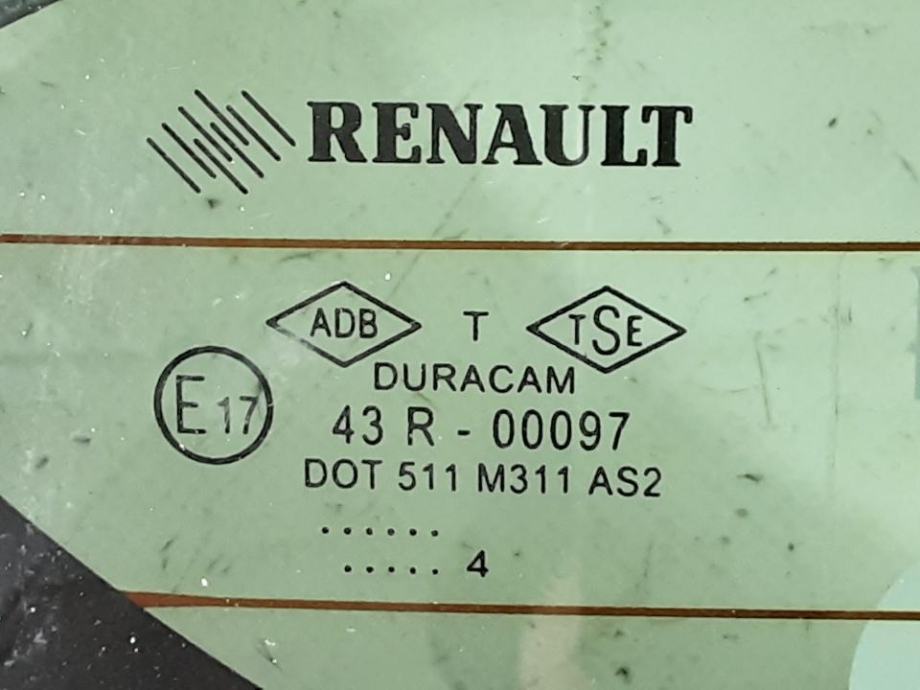 RENAULT
ADB T TSE
DURACAM
E17
43 R - 00097
DOT 511 M311 AS2
......
..... 4